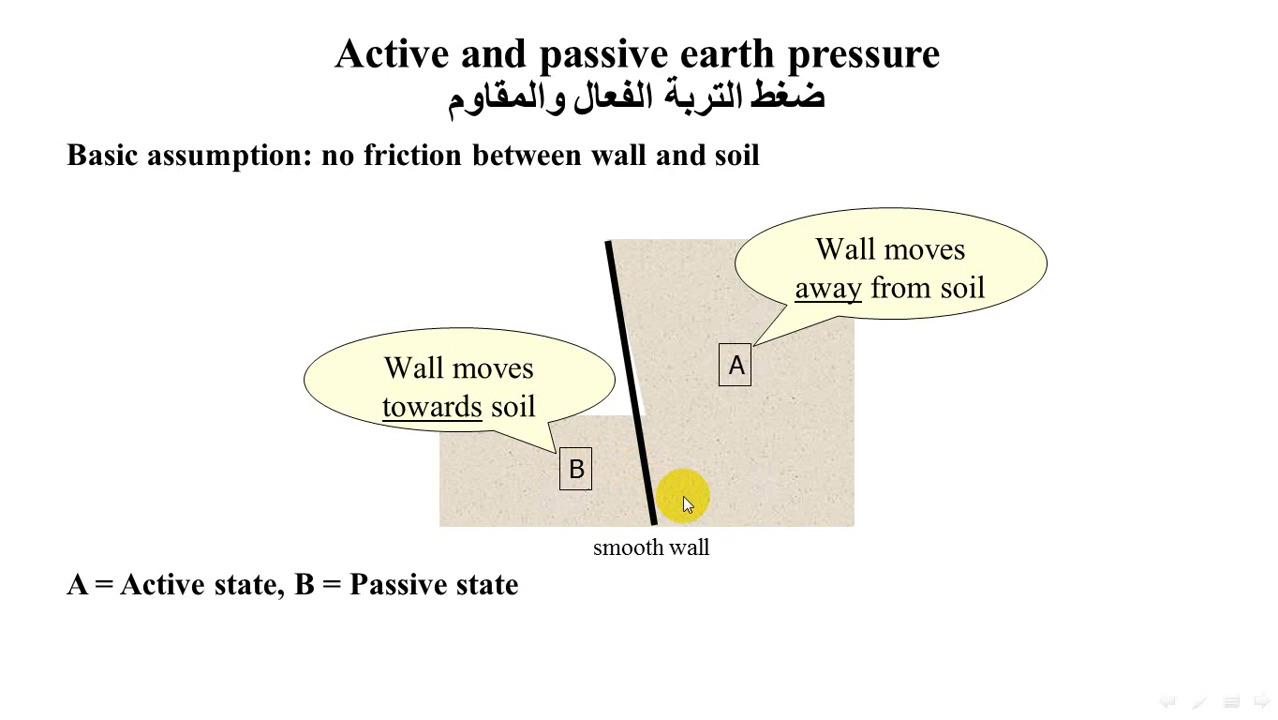 Active and passive earth pressure
ضغط التربة الفعال والمقاوم
Basic assumption: no friction between wall and soil
Wall moves
away from soil
A
Wall moves
towards soil
B
smooth wall
A = Active state, B = Passive state